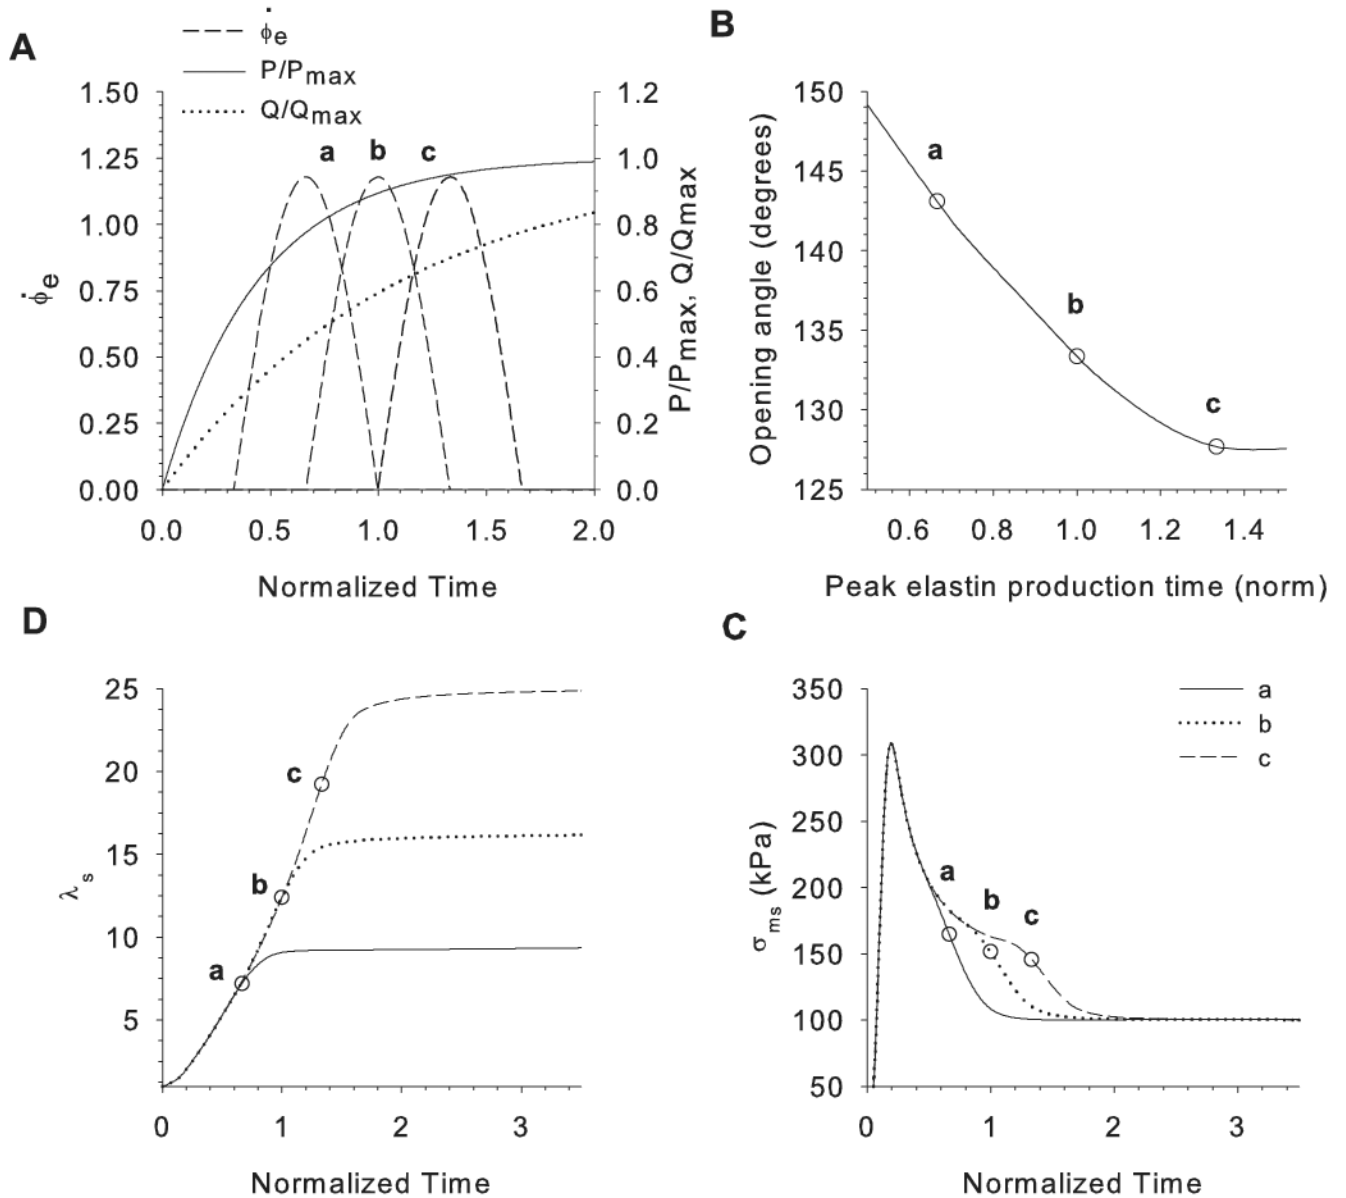 A
ϕ̇e
P/Pmax
Q/Qmax
1.50
1.25
1.00
0.75
0.50
0.25
0.00
ϕ̇e
a b c
1.2
1.0
0.8
0.6
0.4
0.2
0.0
P/Pmax, Q/Qmax
0.0 0.5 1.0 1.5 2.0
Normalized Time
B
150
145
140
135
130
125
Opening angle (degrees)
a
b
c
0.6 0.8 1.0 1.2 1.4
Peak elastin production time (norm)
D
25
20
15
10
5
λs
c
b
a
0 1 2 3
Normalized Time
C
350
300
250
200
150
100
50
σms (kPa)
a
b
c
a
b
c
0 1 2 3
Normalized Time